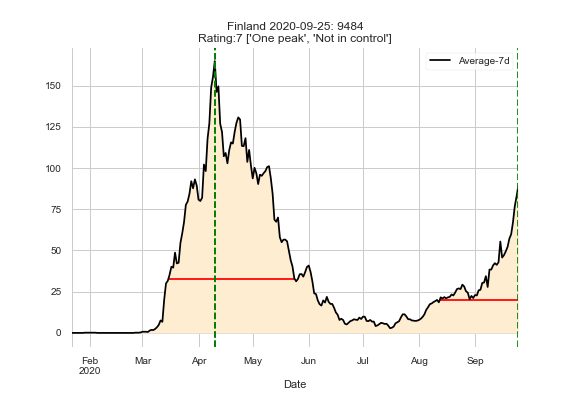 Finland 2020-09-25: 9484
Rating:7 ['One peak', 'Not in control']
Average-7d
150
125
100
75
50
25
0
Feb
2020
Mar
Apr
May
Jun
Jul
Aug
Sep
Date